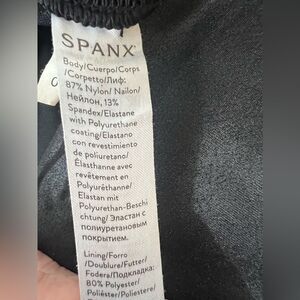 SPANX
Body/Cuerpo/Corps
/Corpetto/Лиф:
87% Nylon/ Nailon/
Нейлон, 13%
Spandex/Elastane
with Polyurethane
coating/Elastano
con revestimiento
de poliuretano/
Élasthanne avec
revêtement en
Polyuréthanne/
Elastan mit
Polyurethan-Beschi
chtung/ Эластан с
полиуретановым
покрытием.
Lining/Forro
/Doublure/Futter/
Fodera/Подкладка:
80% Polyester/
Poliéster/Poliestere/